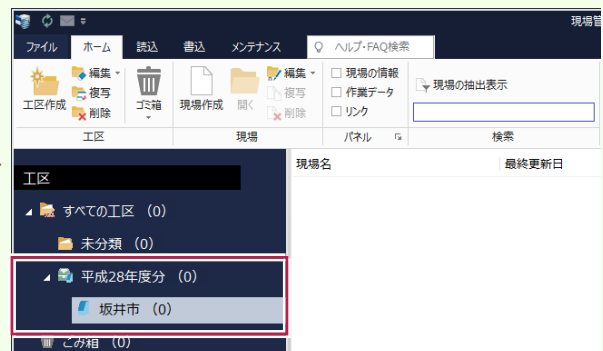 現場管
ファイル ホーム 読込 書込 メンテナンス ヘルプ・FAQ検索
工区作成 編集 複写 削除 ゴミ箱 現場作成 開く 編集 複写 削除 現場の情報 作業データ リンク 現場の抽出表示
工区 現場 パネル 検索
工区 現場名 最終更新日
すべての工区 (0)
未分類 (0)
平成28年度分 (0)
坂井市 (0)
ごみ箱 (0)